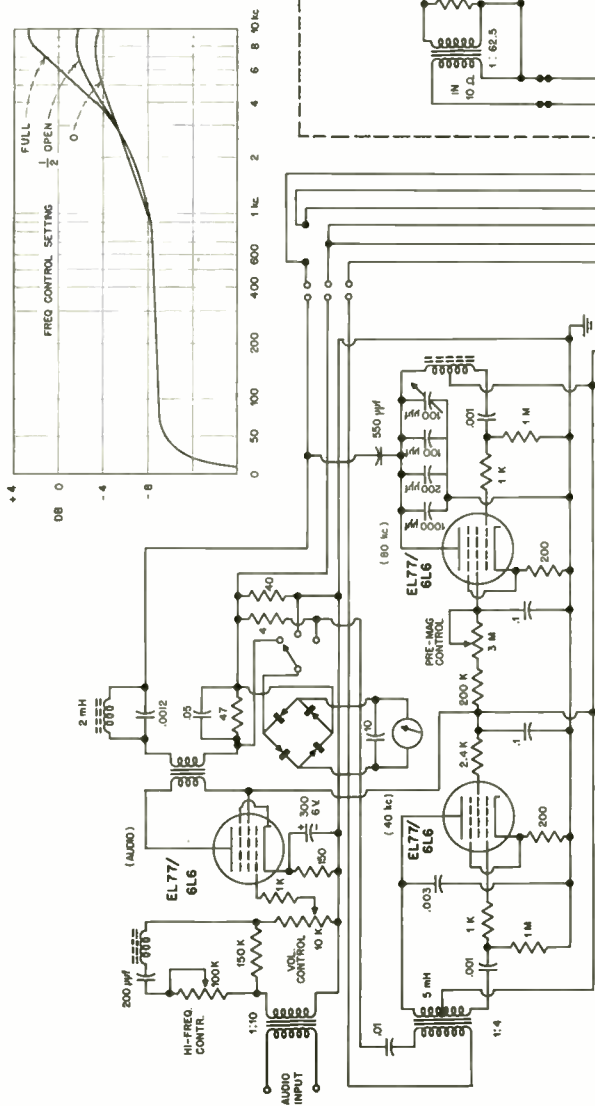 +4
0
-4
-8
DB
FREQ CONTROL SETTING
FULL
1/2 OPEN
0
0
50
100
200
400
600
1 kc
2
4
6
8
10 kc
1 : 62.5
IN
10 Ω
2 mH
.0012
.05
47
4
40
10
(AUDIO)
EL77/
6L6
300
6 V.
+
−
150
1K
200 μμf
100K
HI-FREQ.
CONTR.
150 K
VOL.
CONTROL
10 K
1:10
AUDIO
INPUT
550 μμf
1000 μμf
200 μμf
100 μμf
100 μμf
(80 kc)
EL77/
6L6
.001
1 M
1 K
200
PRE-MAG
CONTROL
3 M
.1
200 K
2.4 K
.1
(40 kc)
EL77/
6L6
200
.003
1 K
1 M
.001
5 mH
1:4
.01